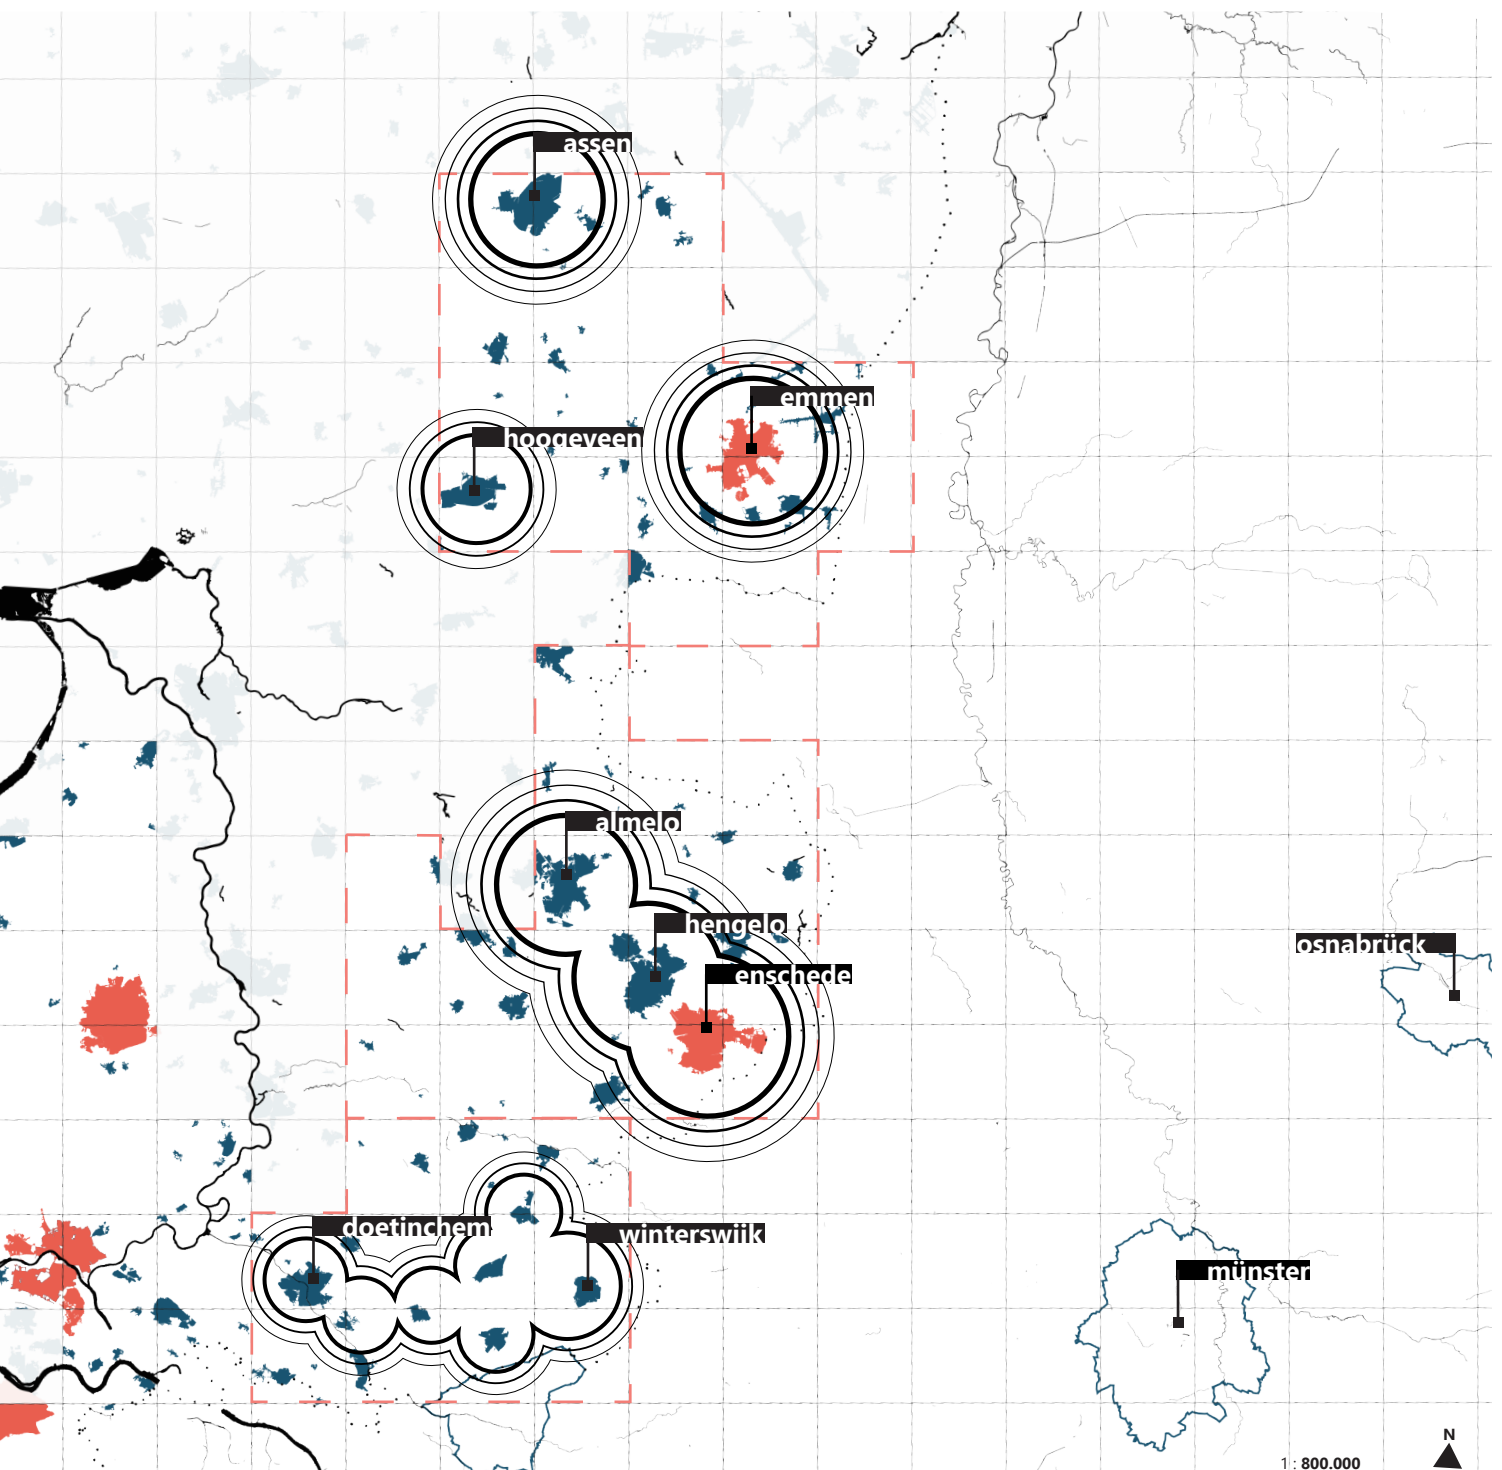 assen
emmen
hoogeveen
almelo
hengelo
osnabrück
enschede
doetinchem
winterswijk
münster
N
1 : 800.000